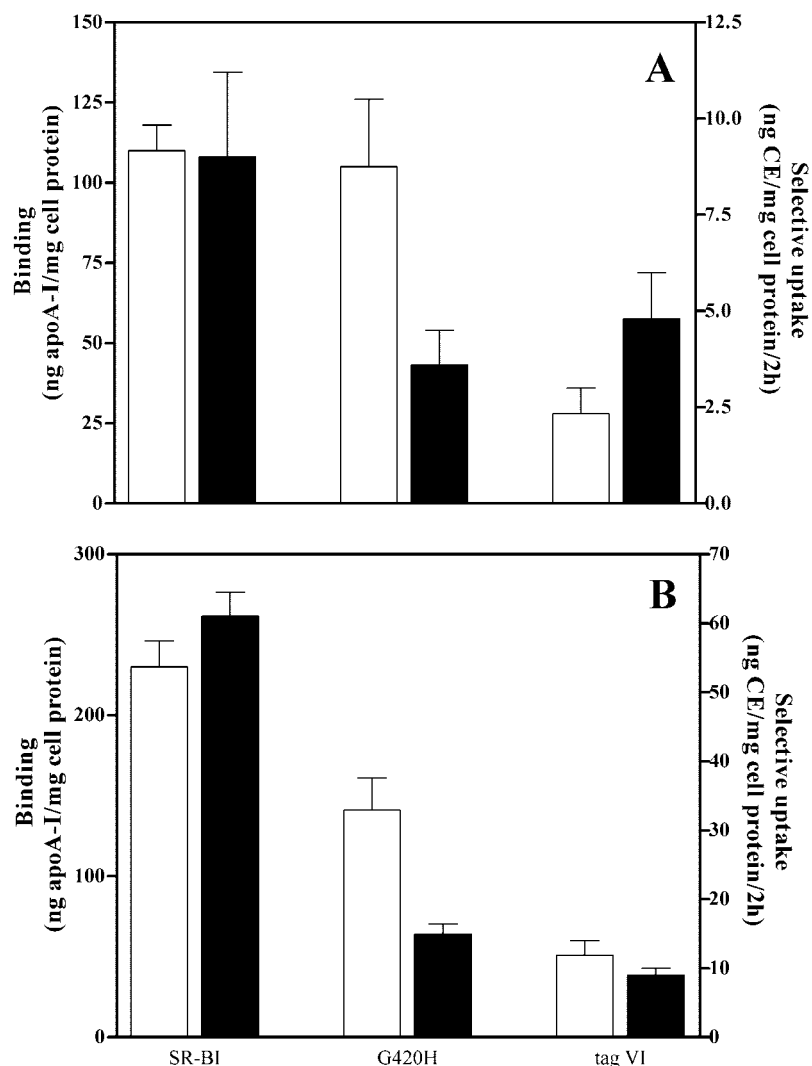 A
Binding
(ng apoA-I/mg cell protein)
150
125
100
75
50
25
0
12.5
10.0
7.5
5.0
2.5
0.0
Selective uptake
(ng CE/mg cell protein/2h)
B
Binding
(ng apoA-I/mg cell protein)
300
200
100
0
70
60
50
40
30
20
10
0
Selective uptake
(ng CE/mg cell protein/2h)
SR-BI G420H tag VI